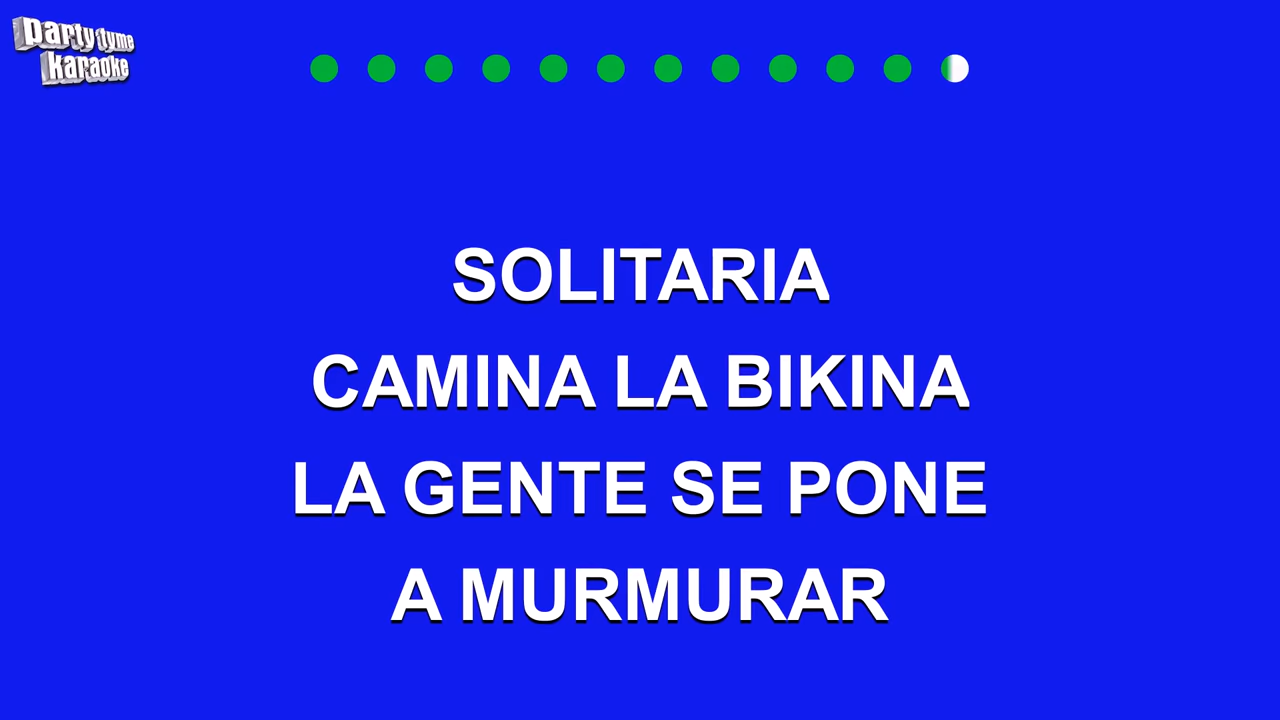 party tyme
karaoke
SOLITARIA
CAMINA LA BIKINA
LA GENTE SE PONE
A MURMURAR